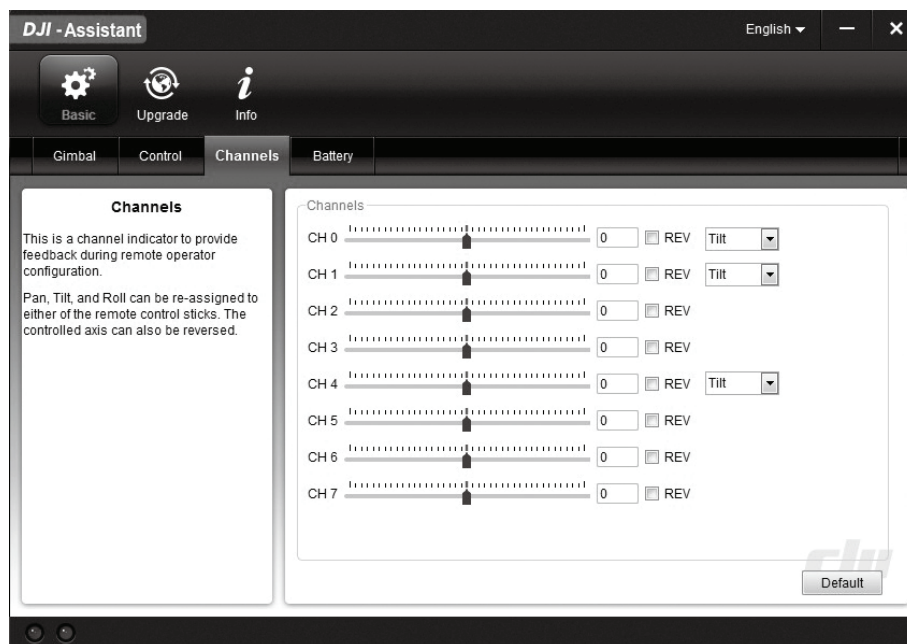 DJI - Assistant
English
Basic
Upgrade
Info
Gimbal
Control
Channels
Battery
Channels
This is a channel indicator to provide
feedback during remote operator
configuration.
Pan, Tilt, and Roll can be re-assigned to
either of the remote control sticks. The
controlled axis can also be reversed.
Channels
CH 0 0 REV Tilt
CH 1 0 REV Tilt
CH 2 0 REV
CH 3 0 REV
CH 4 0 REV Tilt
CH 5 0 REV
CH 6 0 REV
CH 7 0 REV
dji
Default